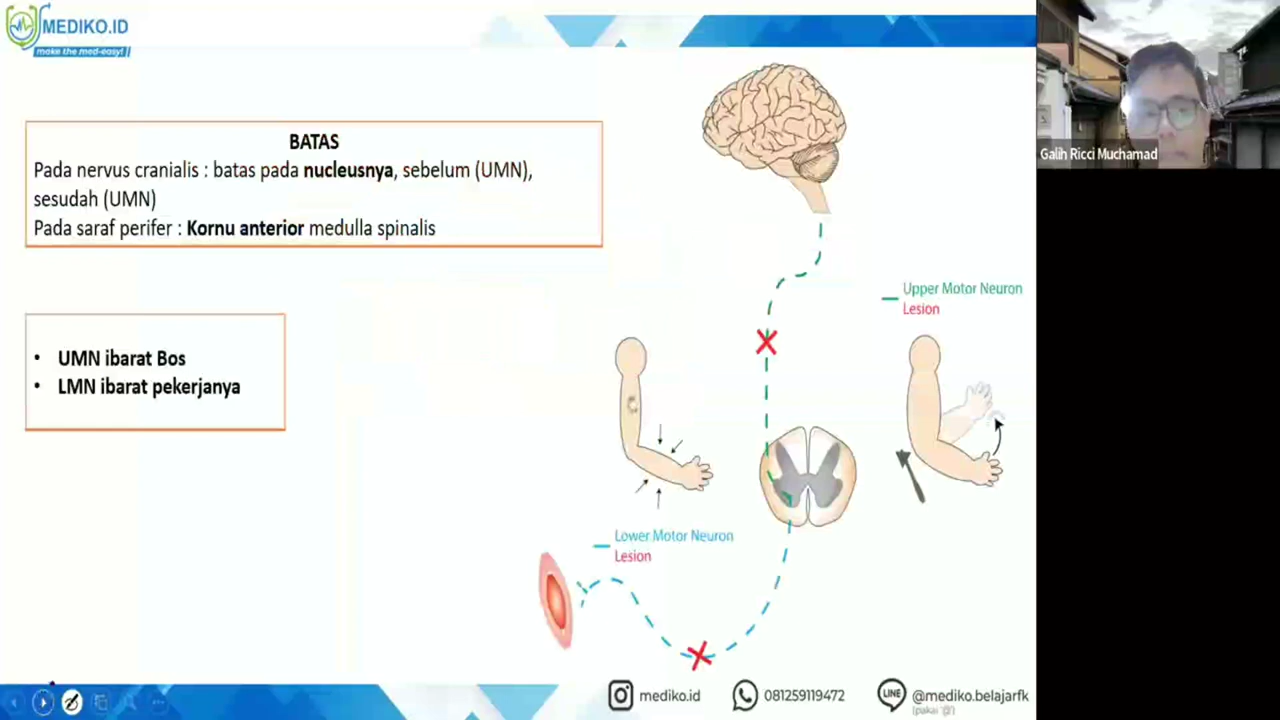 MEDIKO.ID
make the med-easy!
BATAS
Pada nervus cranialis : batas pada nucleusnya, sebelum (UMN),
sesudah (UMN)
Pada saraf perifer : Kornu anterior medulla spinalis
• UMN ibarat Bos
• LMN ibarat pekerjanya
Upper Motor Neuron
Lesion
Lower Motor Neuron
Lesion
mediko.id
081259119472
LINE
@mediko.belajarfk
(pakai '@')
Galih Ricci Muchamad